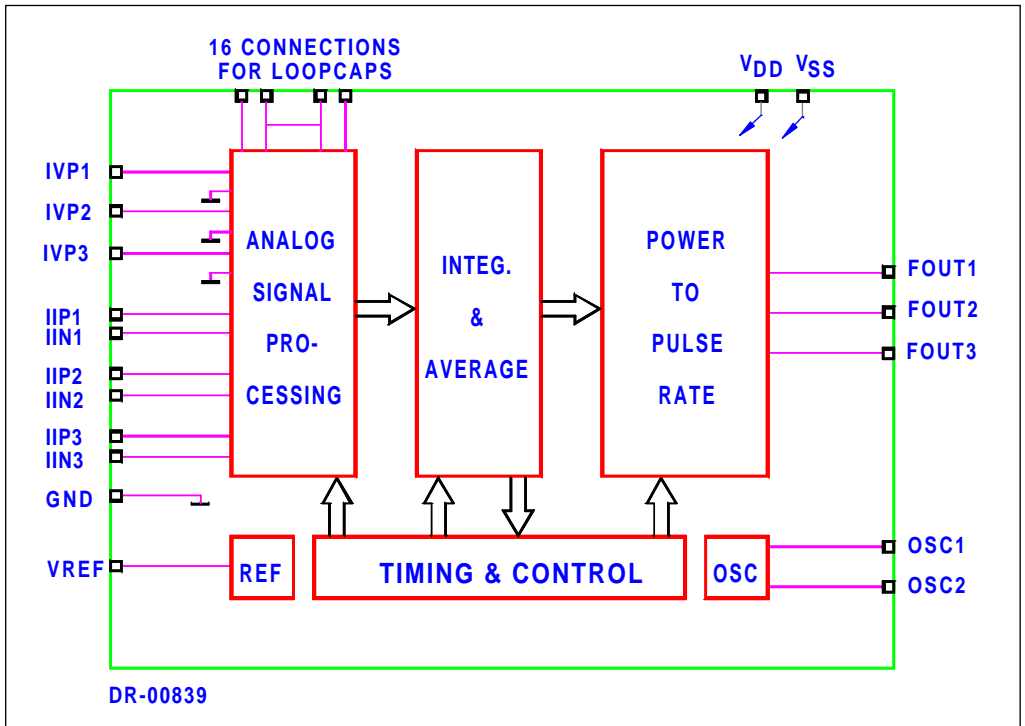 16 CONNECTIONS
FOR LOOPCAPS
VDD
VSS
IVP1
IVP2
IVP3
IIP1
IIN1
IIP2
IIN2
IIP3
IIN3
GND
VREF
ANALOG
SIGNAL
PRO-
CESSING
INTEG.
&
AVERAGE
POWER
TO
PULSE
RATE
FOUT1
FOUT2
FOUT3
REF
TIMING & CONTROL
OSC
OSC1
OSC2
DR-00839